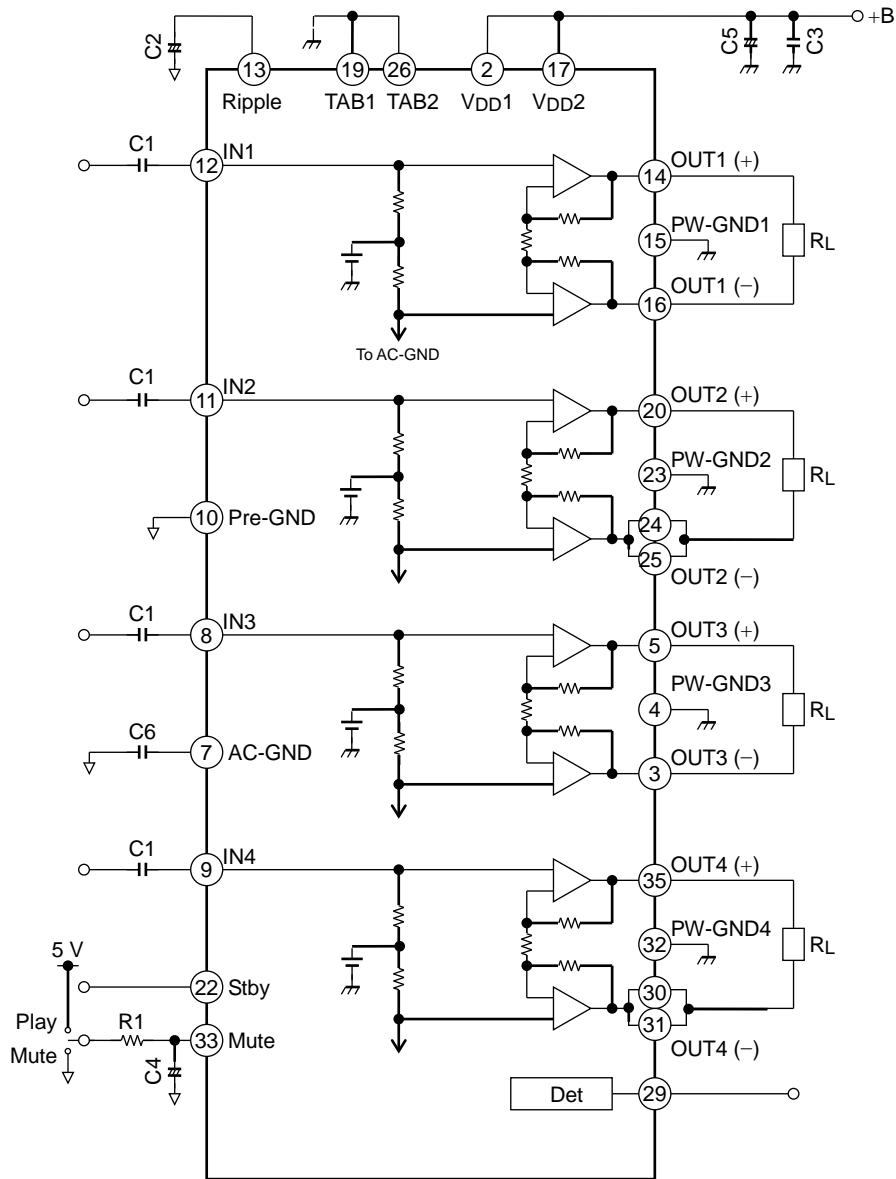 +B
C2
C5
C3
13
19
26
2
17
Ripple
TAB1
TAB2
VDD1
VDD2
C1
12
IN1
14
OUT1 (+)
15
PW-GND1
RL
16
OUT1 (−)
To AC-GND
C1
11
IN2
20
OUT2 (+)
23
PW-GND2
RL
10
Pre-GND
24
25
OUT2 (−)
C1
8
IN3
5
OUT3 (+)
4
PW-GND3
RL
C6
7
AC-GND
3
OUT3 (−)
C1
9
IN4
35
OUT4 (+)
32
PW-GND4
RL
5 V
22
Stby
30
Play
R1
33
Mute
31
Mute
C4
OUT4 (−)
Det
29